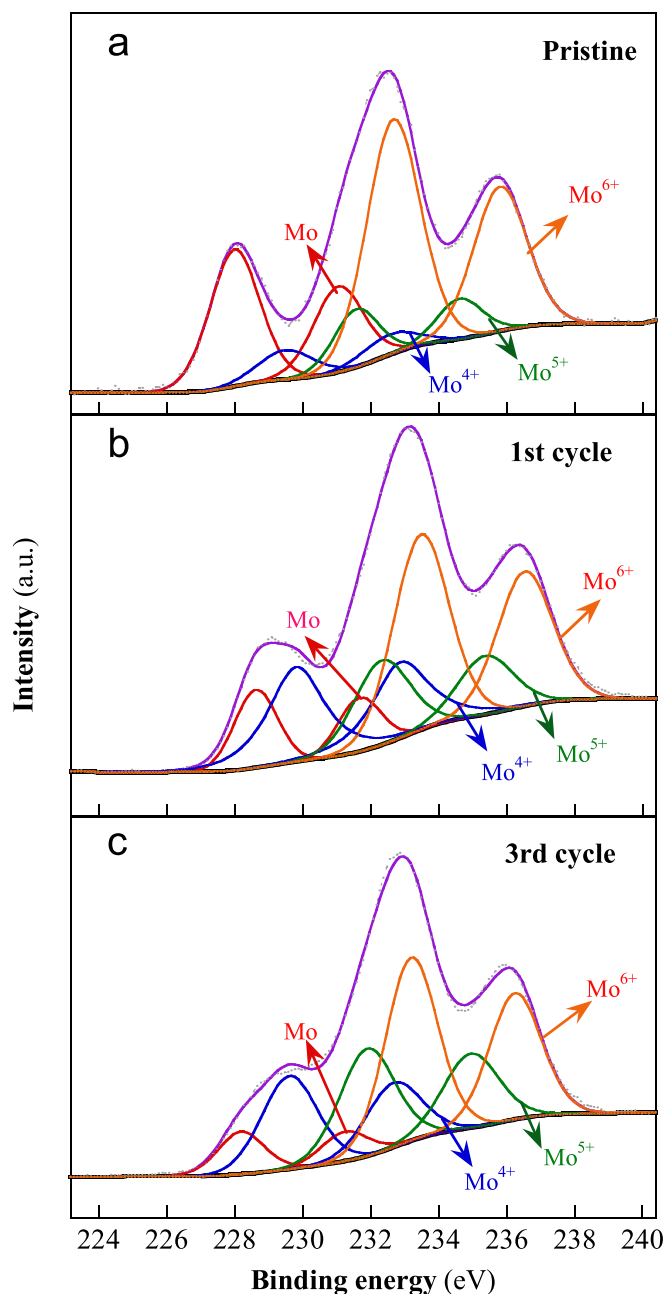 a
Pristine
Mo
Mo⁶⁺
Mo⁴⁺
Mo⁵⁺
b
1st cycle
Mo
Mo⁶⁺
Mo⁵⁺
Mo⁴⁺
Intensity (a.u.)
c
3rd cycle
Mo
Mo⁶⁺
Mo⁵⁺
Mo⁴⁺
224 226 228 230 232 234 236 238 240
Binding energy (eV)